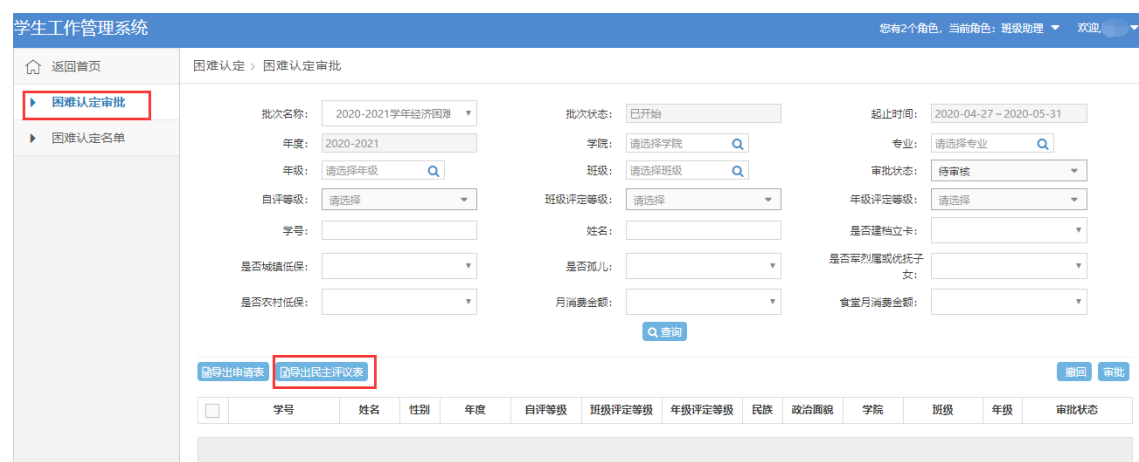 学生工作管理系统 您有2个角色，当前角色：班级助理 欢迎,
返回首页 困难认定 > 困难认定审批
困难认定审批
困难认定名单
批次名称： 2020-2021学年经济困难 批次状态： 已开始 起止时间： 2020-04-27～2020-05-31
年度： 2020-2021 学院： 请选择学院 专业： 请选择专业
年级： 请选择年级 班级： 请选择班级 审批状态： 待审核
自评等级： 请选择 班级评定等级： 请选择 年级评定等级： 请选择
学号： 姓名： 是否建档立卡：
是否城镇低保： 是否孤儿： 是否军烈属或优抚子
女：
是否农村低保： 月消费金额： 食堂月消费金额：
查询
导出申请表 导出民主评议表 撤回 审批
学号 姓名 性别 年度 自评等级 班级评定等级 年级评定等级 民族 政治面貌 学院 班级 年级 审批状态